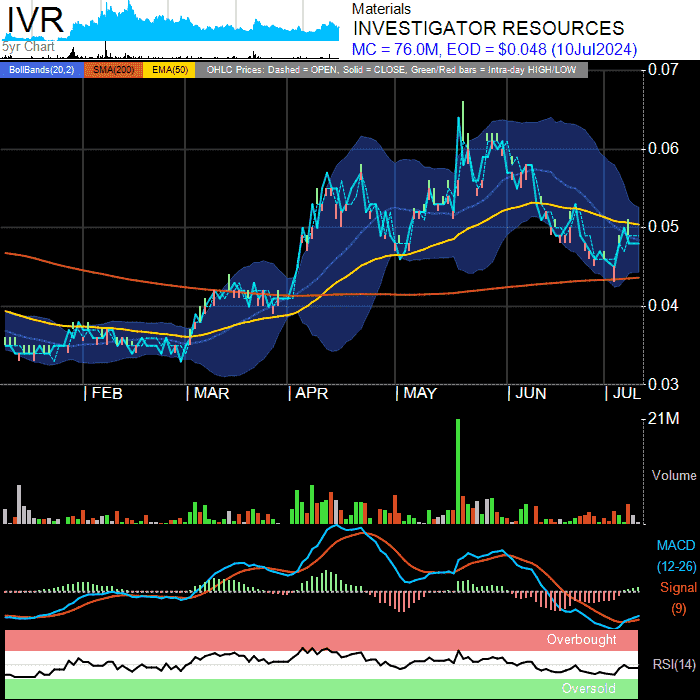 IVR
5yr Chart
Materials
INVESTIGATOR RESOURCES
MC = 76.0M, EOD = $0.048 (10Jul2024)
BollBands(20,2) SMA(200) EMA(50) OHLC Prices: Dashed = OPEN, Solid = CLOSE, Green/Red bars = Intra-day HIGH/LOW
0.07
0.06
0.05
0.04
0.03
FEB MAR APR MAY JUN JUL
21M
Volume
MACD
(12-26)
Signal
(9)
Overbought
RSI(14)
Oversold